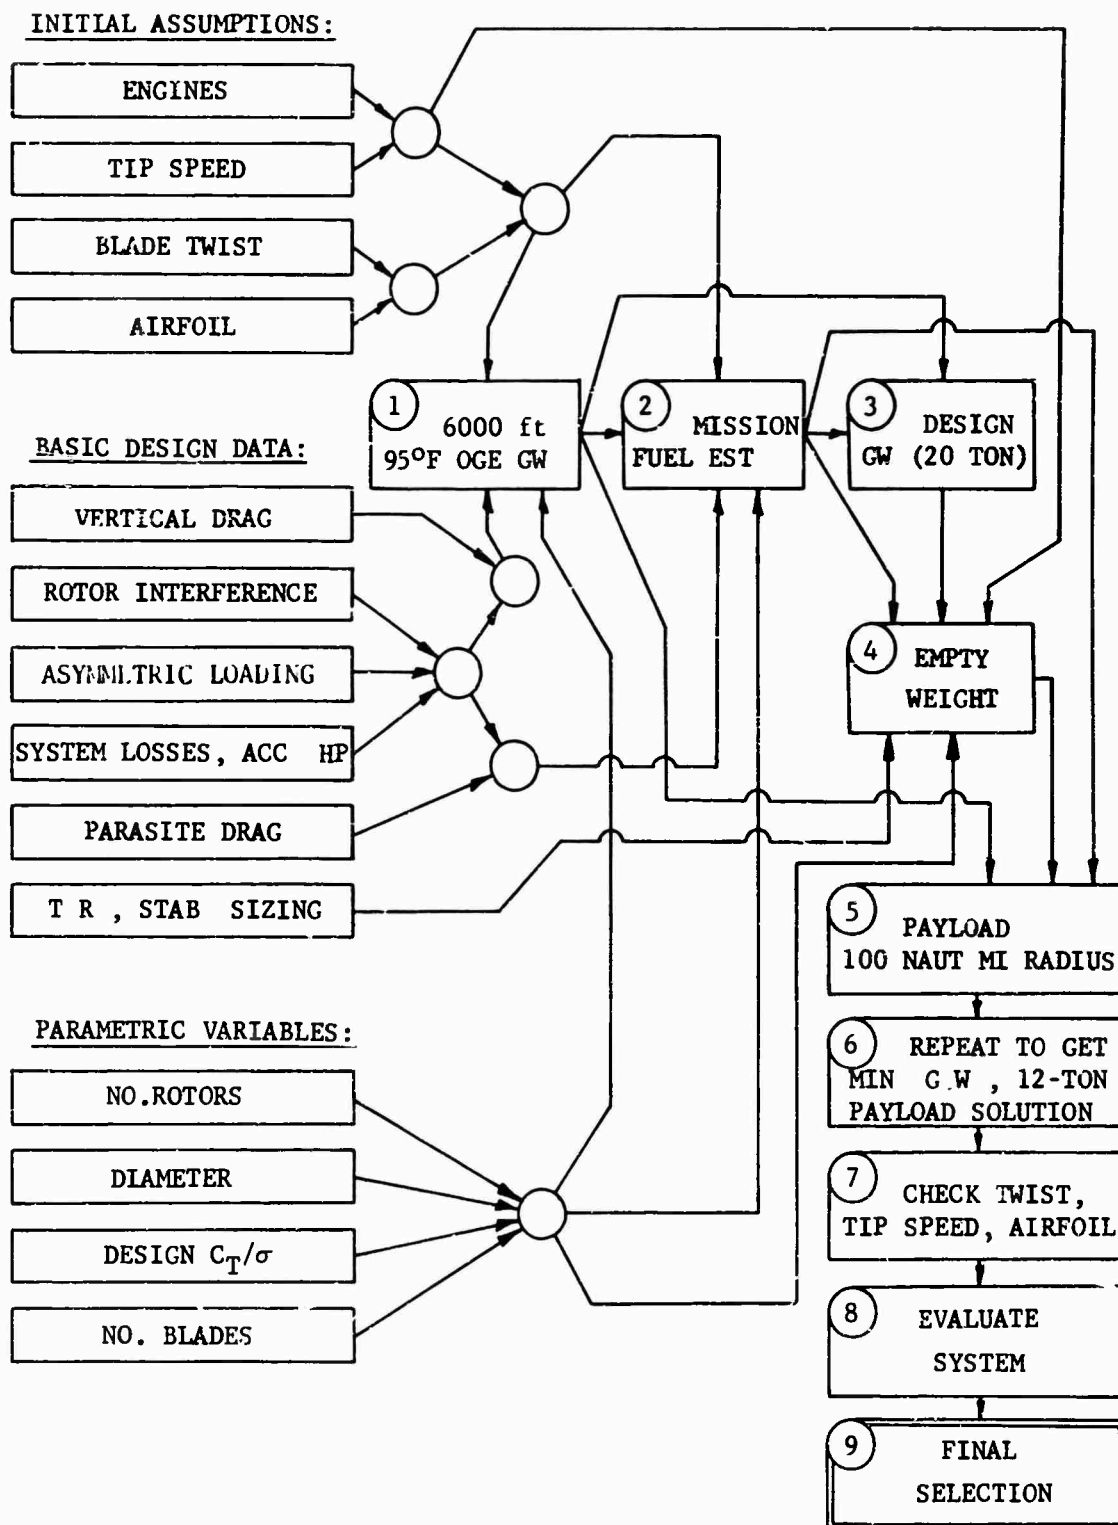 INITIAL ASSUMPTIONS:
ENGINES
TIP SPEED
BLADE TWIST
AIRFOIL
1
6000 ft
95°F OGE GW
2
MISSION
FUEL EST
3
DESIGN
GW (20 TON)
BASIC DESIGN DATA:
VERTICAL DRAG
ROTOR INTERFERENCE
ASYMMETRIC LOADING
SYSTEM LOSSES, ACC HP
PARASITE DRAG
T R , STAB SIZING
4
EMPTY
WEIGHT
5
PAYLOAD
100 NAUT MI RADIUS
PARAMETRIC VARIABLES:
NO.ROTORS
DIAMETER
DESIGN C_T/σ
NO. BLADES
6
REPEAT TO GET
MIN G.W , 12-TON
PAYLOAD SOLUTION
7
CHECK TWIST,
TIP SPEED, AIRFOIL
8
EVALUATE
SYSTEM
9
FINAL
SELECTION